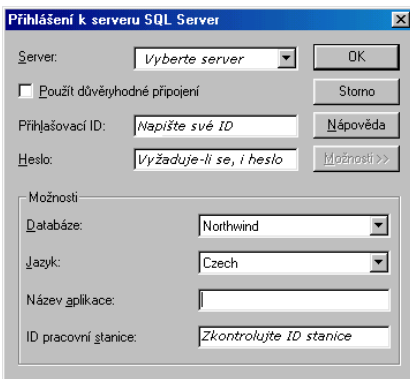 Přihlášení k serveru SQL Server
Server: Vyberte server OK
Použít důvěryhodné připojení Storno
Přihlašovací ID: Napište své ID Nápověda
Heslo: Vyžaduje-li se, i heslo Možnosti >>
Možnosti
Databáze: Northwind
Jazyk: Czech
Název aplikace:
ID pracovní stanice: Zkontrolujte ID stanice